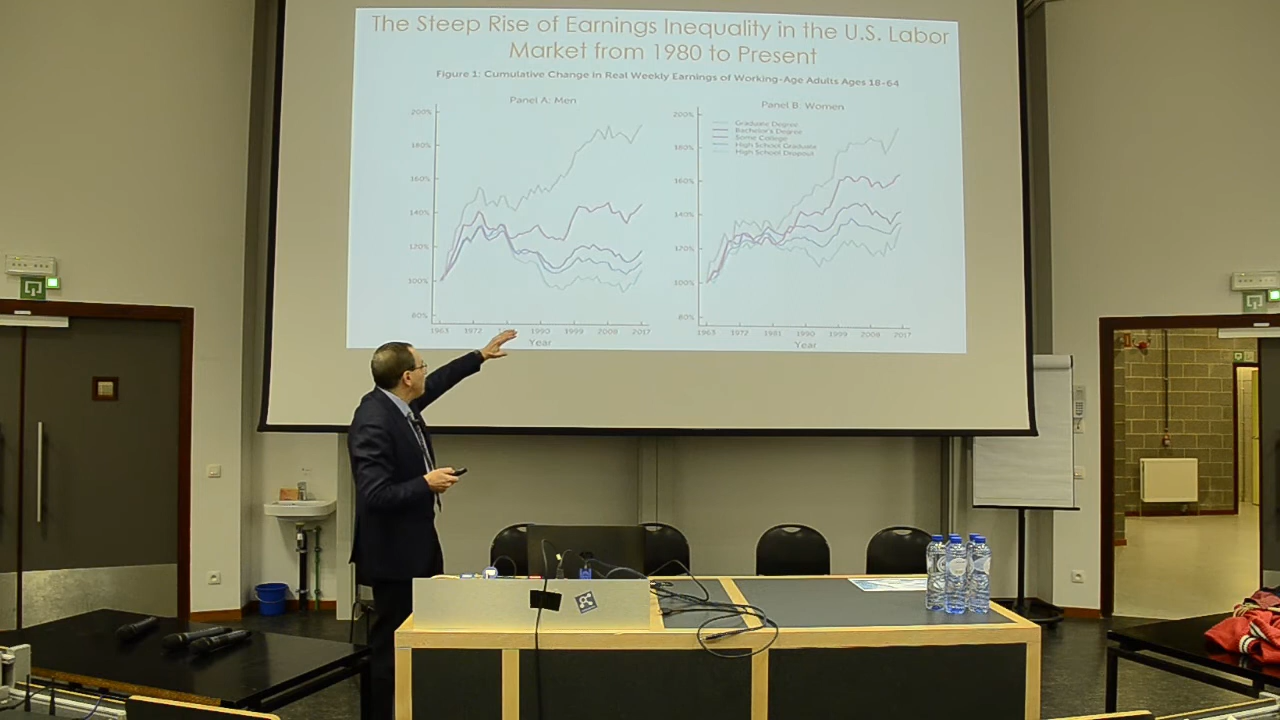 The Steep Rise of Earnings Inequality in the U.S. Labor
Market from 1980 to Present
Figure 1: Cumulative Change in Real Weekly Earnings of Working-Age Adults Ages 18-64
Panel A: Men
200%
180%
160%
140%
120%
100%
80%
1963 1972 1990 1999 2008 2017
Year
Panel B: Women
200%
180%
160%
140%
120%
100%
80%
Graduate Degree
Bachelor's Degree
Some College
High School Graduate
High School Dropout
1963 1972 1981 1990 1999 2008 2017
Year